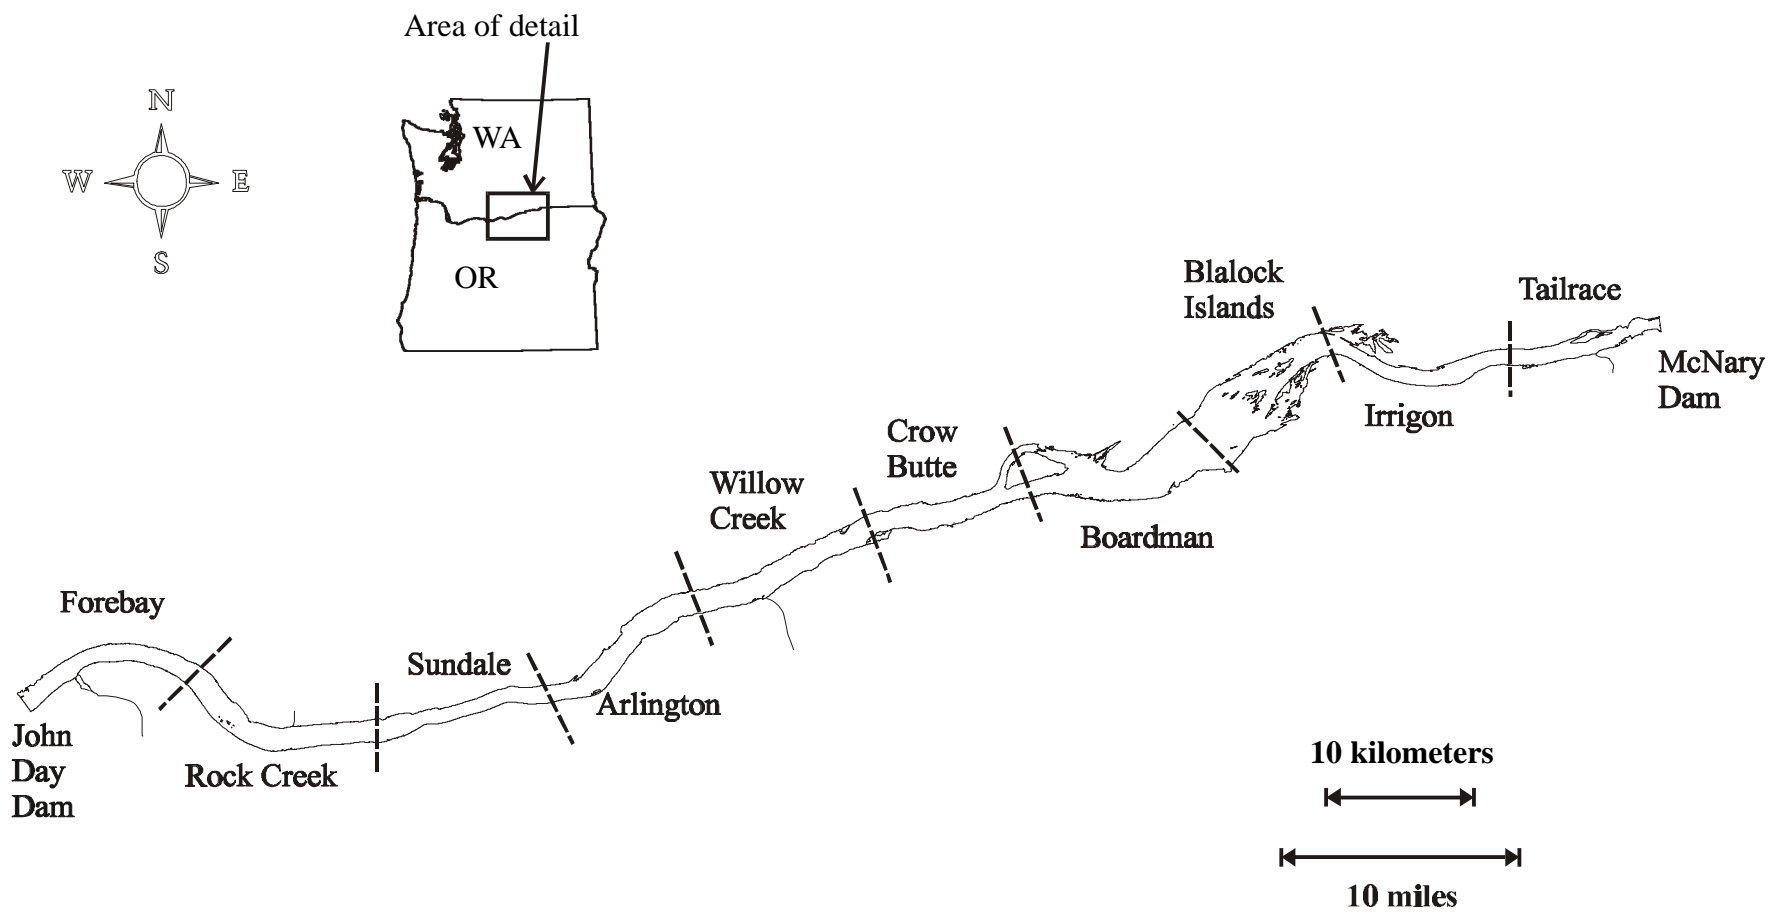 Area of detail
N
W
E
S
WA
OR
Blalock
Islands
Tailrace
McNary
Dam
Irrigon
Crow
Butte
Boardman
Willow
Creek
Forebay
Sundale
Arlington
John
Day
Dam
Rock Creek
10 kilometers
10 miles